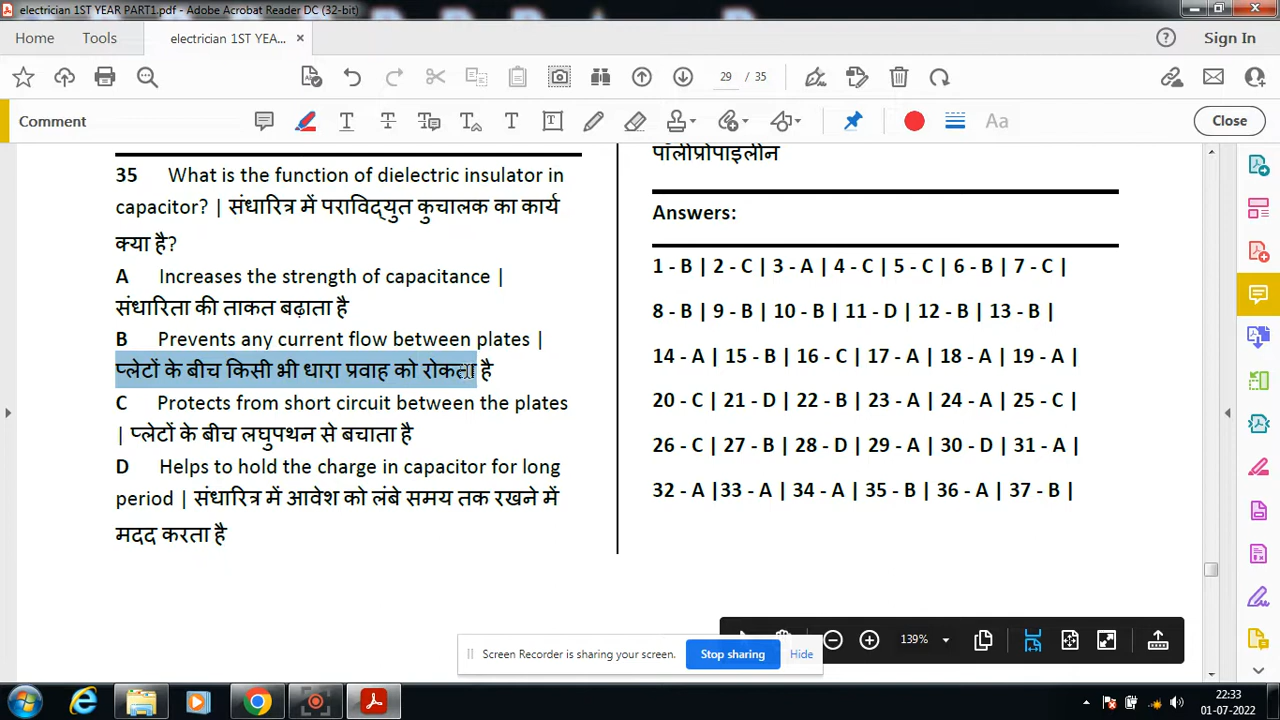 electrician 1ST YEAR PART1.pdf - Adobe Acrobat Reader DC (32-bit)
Home
Tools
electrician 1ST YEA...
Sign In
29 / 35
Comment
Aa
Close
35 What is the function of dielectric insulator in
capacitor? | संधारित्र में पराविद्युत कुचालक का कार्य
क्या है?
A Increases the strength of capacitance |
संधारिता की ताकत बढ़ाता है
B Prevents any current flow between plates |
प्लेटों के बीच किसी भी धारा प्रवाह को रोकता है
C Protects from short circuit between the plates
| प्लेटों के बीच लघुपथन से बचाता है
D Helps to hold the charge in capacitor for long
period | संधारित्र में आवेश को लंबे समय तक रखने में
मदद करता है
पॉलीप्रोपाइलीन
Answers:
1 - B | 2 - C | 3 - A | 4 - C | 5 - C | 6 - B | 7 - C |
8 - B | 9 - B | 10 - B | 11 - D | 12 - B | 13 - B |
14 - A | 15 - B | 16 - C | 17 - A | 18 - A | 19 - A |
20 - C | 21 - D | 22 - B | 23 - A | 24 - A | 25 - C |
26 - C | 27 - B | 28 - D | 29 - A | 30 - D | 31 - A |
32 - A |33 - A | 34 - A | 35 - B | 36 - A | 37 - B |
139%
Screen Recorder is sharing your screen.
Stop sharing
Hide
22:33
01-07-2022